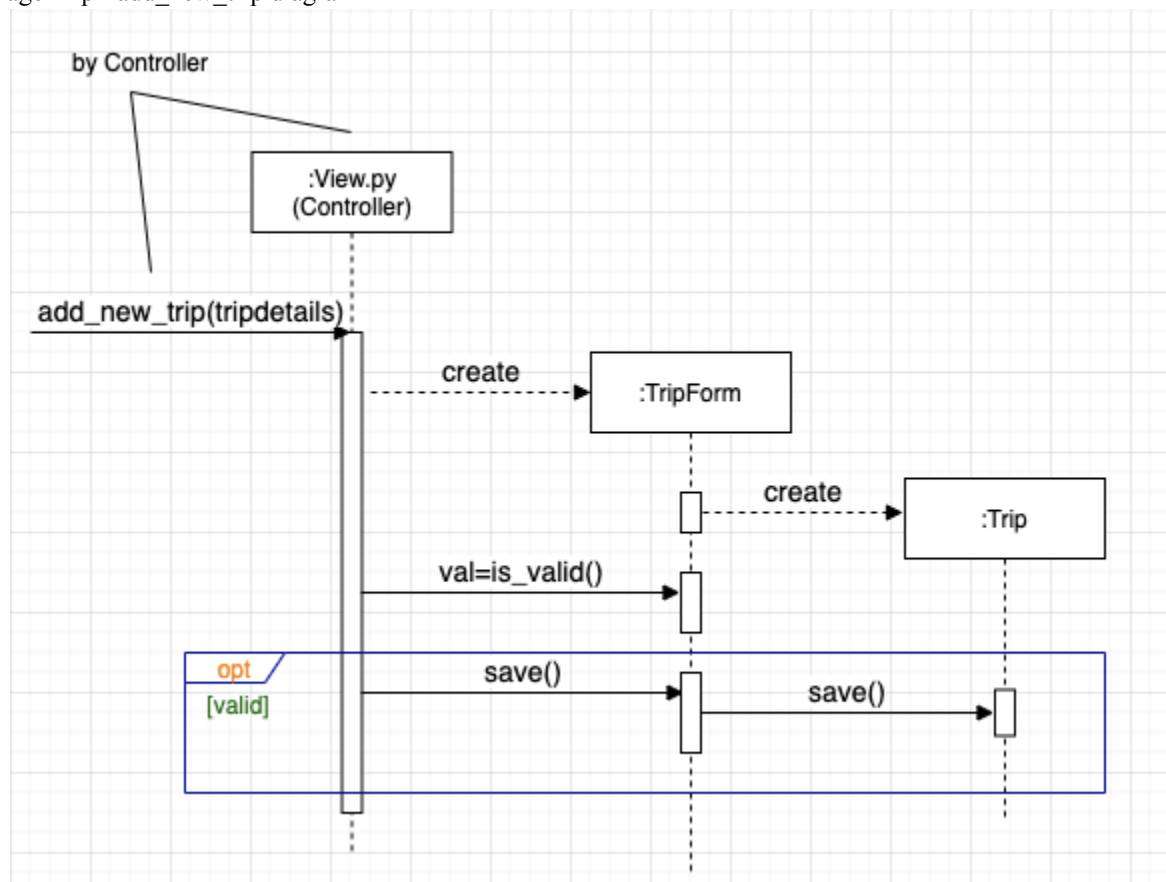 by Controller
:View.py
(Controller)
add_new_trip(tripdetails)
create
:TripForm
create
:Trip
val=is_valid()
opt
save()
[valid]
save()